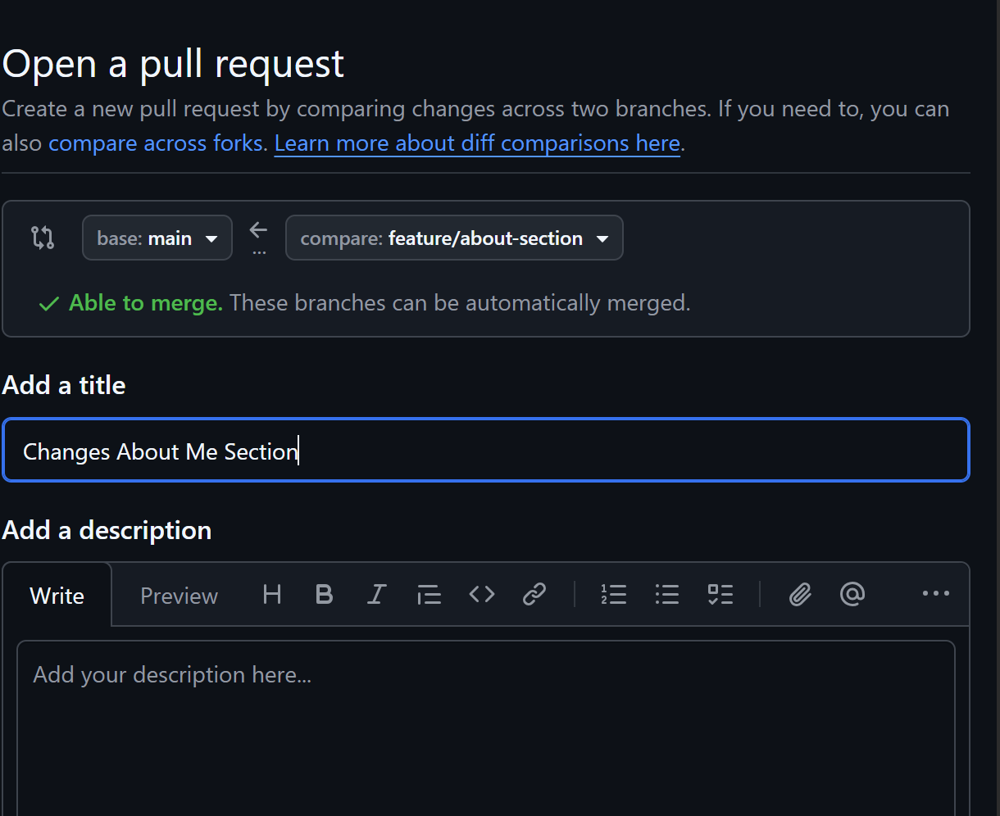 Open a pull request
Create a new pull request by comparing changes across two branches. If you need to, you can
also compare across forks. Learn more about diff comparisons here.
base: main
compare: feature/about-section
Able to merge. These branches can be automatically merged.
Add a title
Changes About Me Section
Add a description
Write Preview
Add your description here...